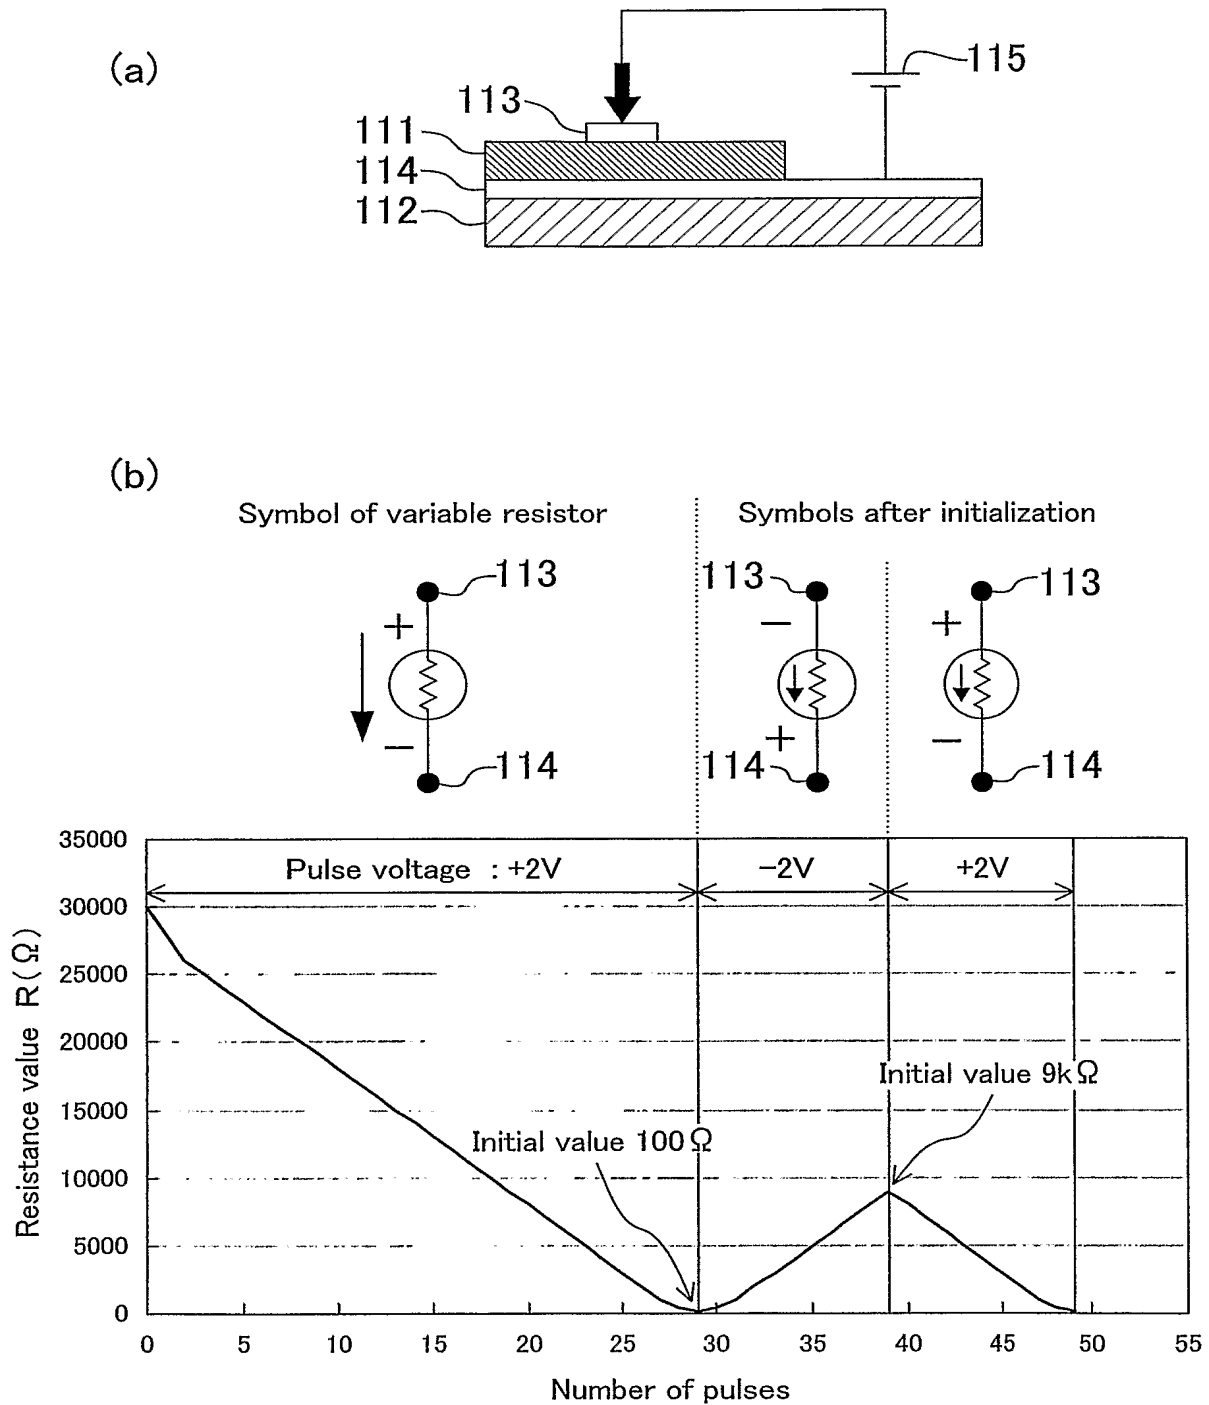 (a)
115
113
111
114
112
(b)
Symbol of variable resistor
Symbols after initialization
113
113
113
+
−
+
−
+
−
114
114
114
35000
Pulse voltage : +2V
−2V
+2V
30000
25000
20000
Initial value 9kΩ
15000
Initial value 100Ω
10000
5000
0
Resistance value R(Ω)
0 5 10 15 20 25 30 35 40 45 50 55
Number of pulses